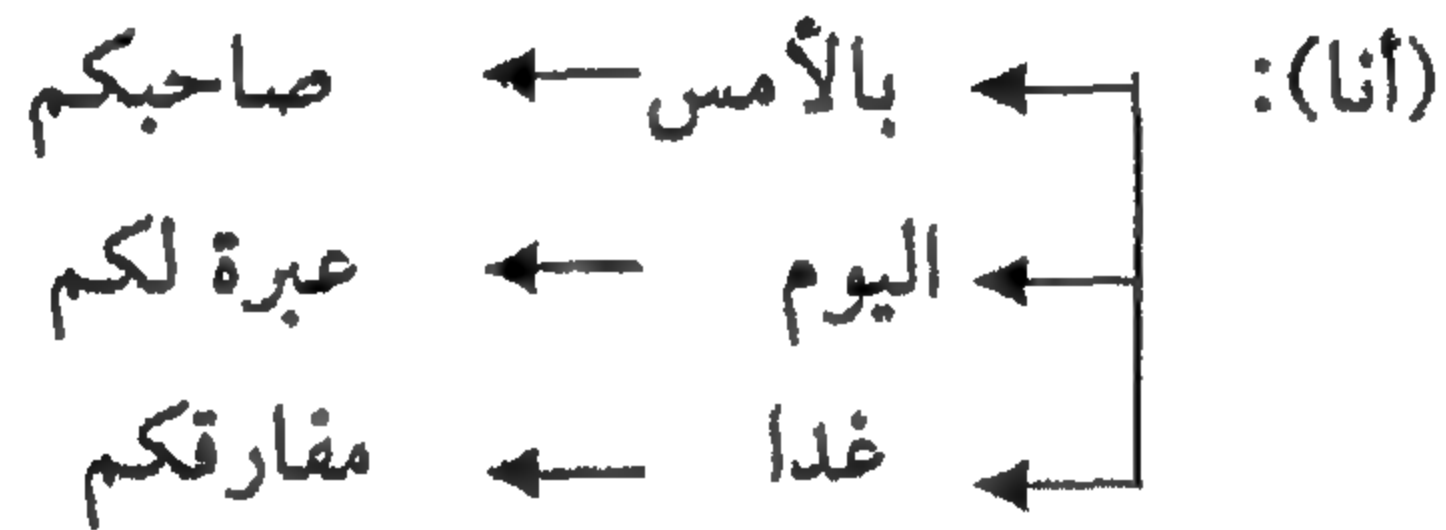 (أنا): بالأمس صاحبكم
اليوم عبرة لكم
غدا مفارقكم